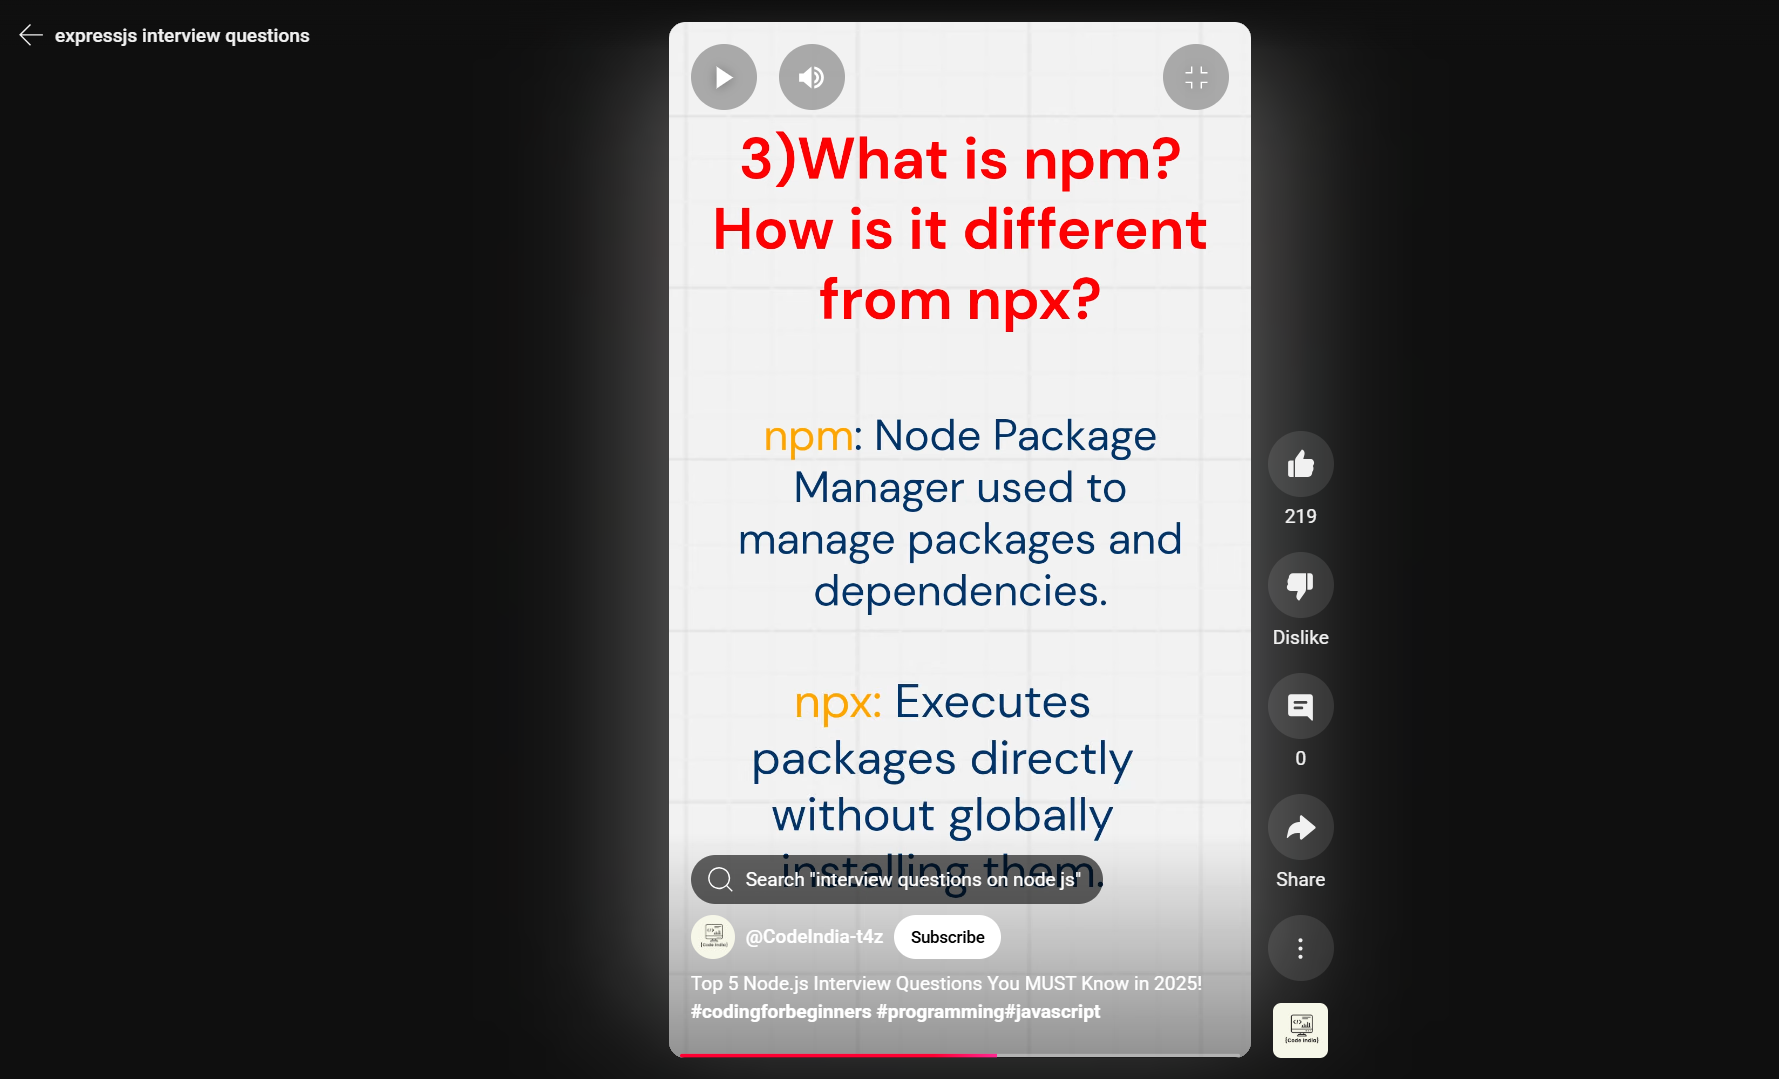 expressjs interview questions
3)What is npm?
How is it different
from npx?
npm: Node Package
Manager used to
manage packages and
dependencies.
npx: Executes
packages directly
without globally
installing them.
Search "interview questions on node js"
@CodeIndia-t4z
Subscribe
Top 5 Node.js Interview Questions You MUST Know in 2025!
#codingforbeginners #programming#javascript
219
Dislike
0
Share
{Code India}